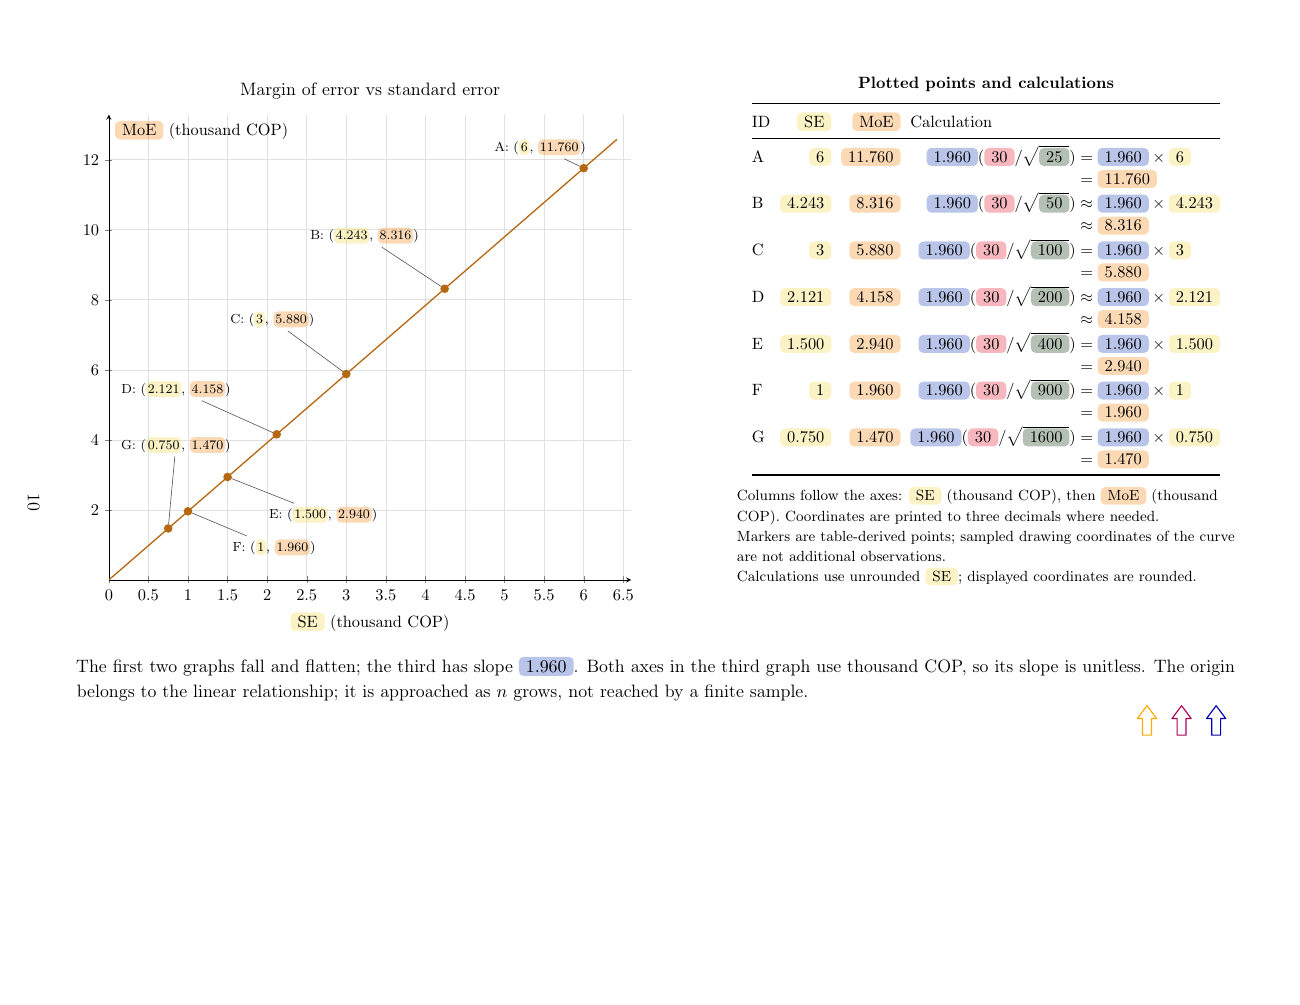 Margin of error vs standard error
MoE (thousand COP)
12
10
8
6
4
2
A: (6, 11.760)
B: (4.243, 8.316)
C: (3, 5.880)
D: (2.121, 4.158)
G: (0.750, 1.470)
E: (1.500, 2.940)
F: (1, 1.960)
0 0.5 1 1.5 2 2.5 3 3.5 4 4.5 5 5.5 6 6.5
SE (thousand COP)
Plotted points and calculations
ID SE MoE Calculation
A 6 11.760 1.960(30/√25) = 1.960 × 6
= 11.760
B 4.243 8.316 1.960(30/√50) ≈ 1.960 × 4.243
≈ 8.316
C 3 5.880 1.960(30/√100) = 1.960 × 3
= 5.880
D 2.121 4.158 1.960(30/√200) ≈ 1.960 × 2.121
≈ 4.158
E 1.500 2.940 1.960(30/√400) = 1.960 × 1.500
= 2.940
F 1 1.960 1.960(30/√900) = 1.960 × 1
= 1.960
G 0.750 1.470 1.960(30/√1600) = 1.960 × 0.750
= 1.470
Columns follow the axes: SE (thousand COP), then MoE (thousand
COP). Coordinates are printed to three decimals where needed.
Markers are table-derived points; sampled drawing coordinates of the curve
are not additional observations.
Calculations use unrounded SE; displayed coordinates are rounded.
The first two graphs fall and flatten; the third has slope 1.960. Both axes in the third graph use thousand COP, so its slope is unitless. The origin
belongs to the linear relationship; it is approached as n grows, not reached by a finite sample.
10